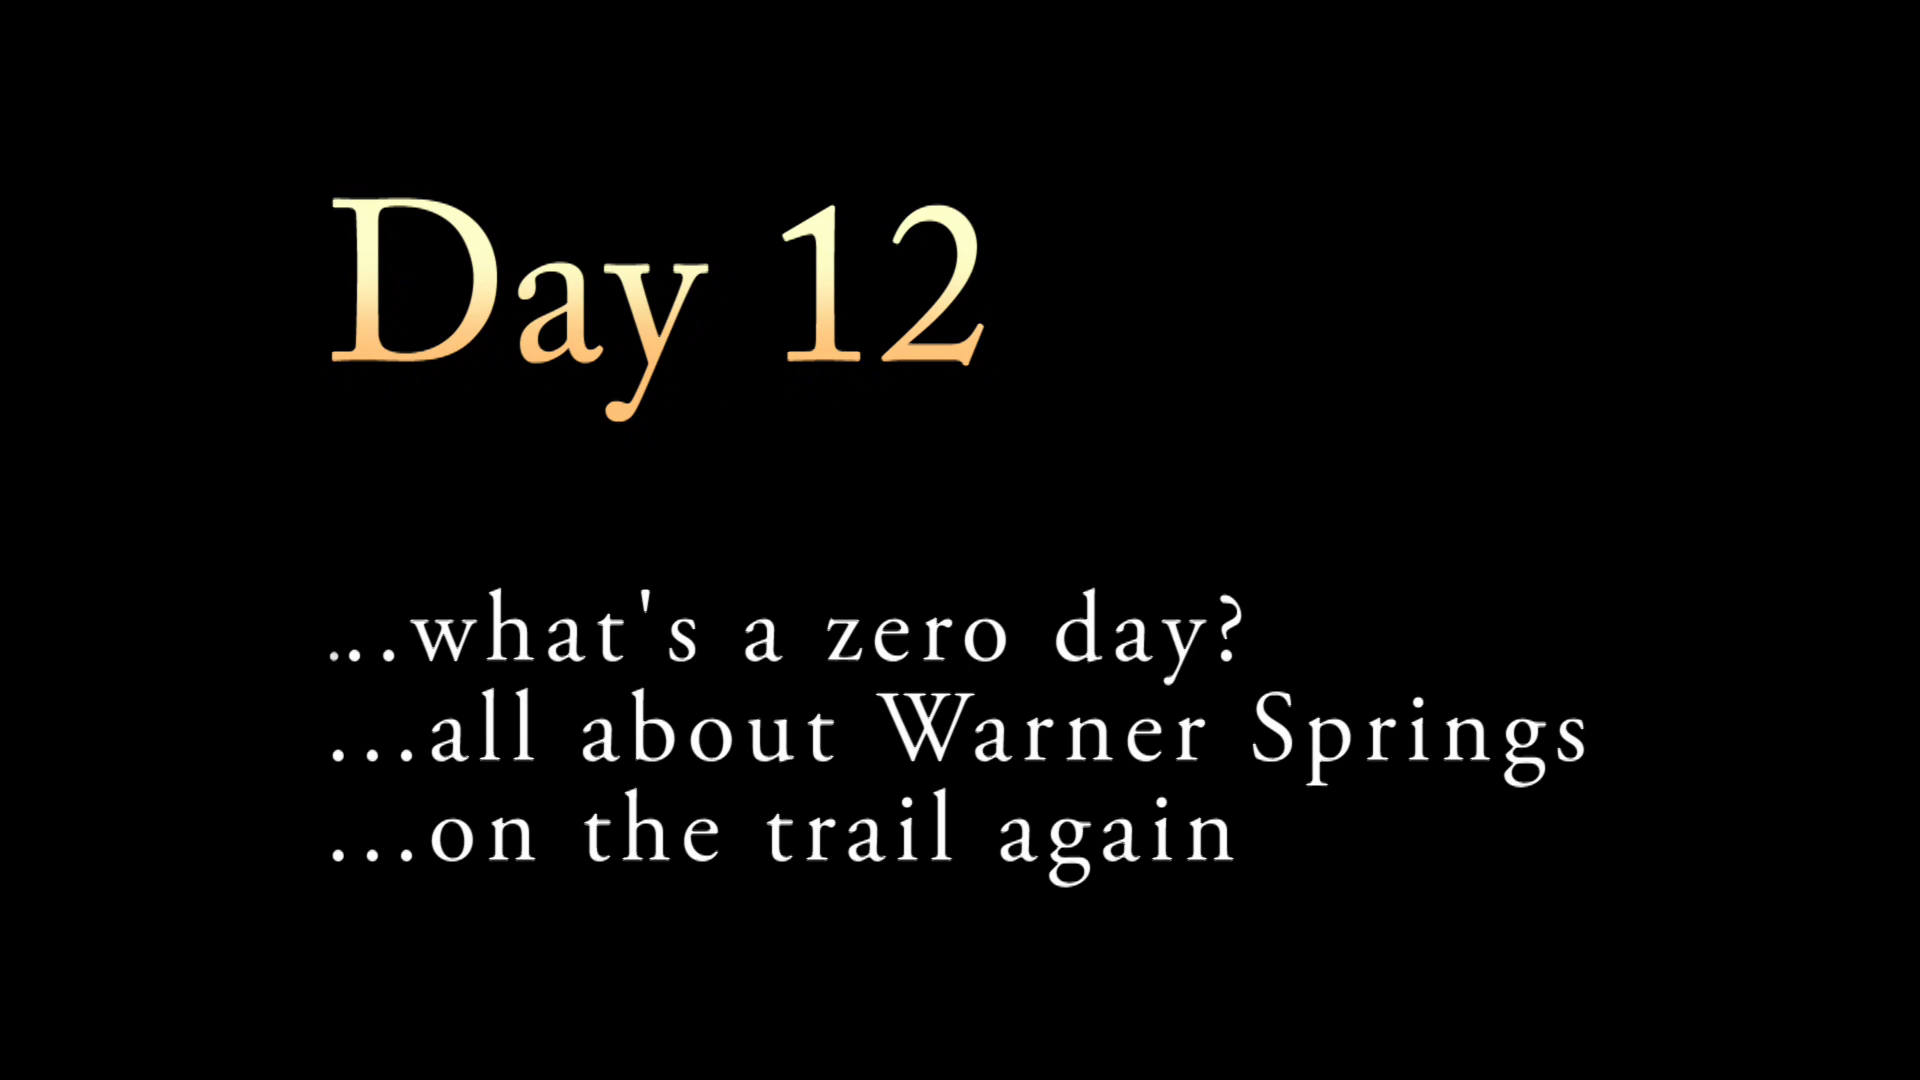 Day 12
...what's a zero day?
...all about Warner Springs
...on the trail again